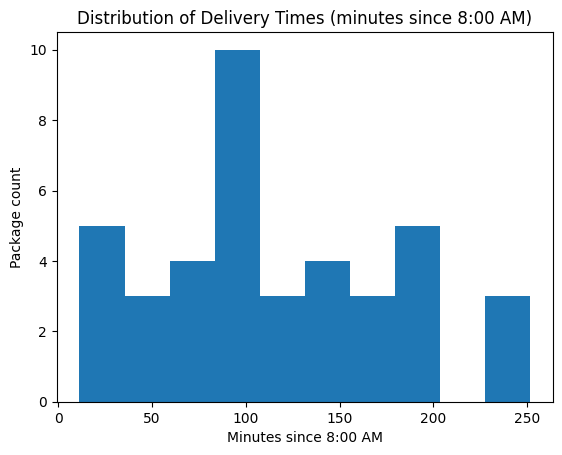 Distribution of Delivery Times (minutes since 8:00 AM)
10
8
6
4
2
0
Package count
0 50 100 150 200 250
Minutes since 8:00 AM